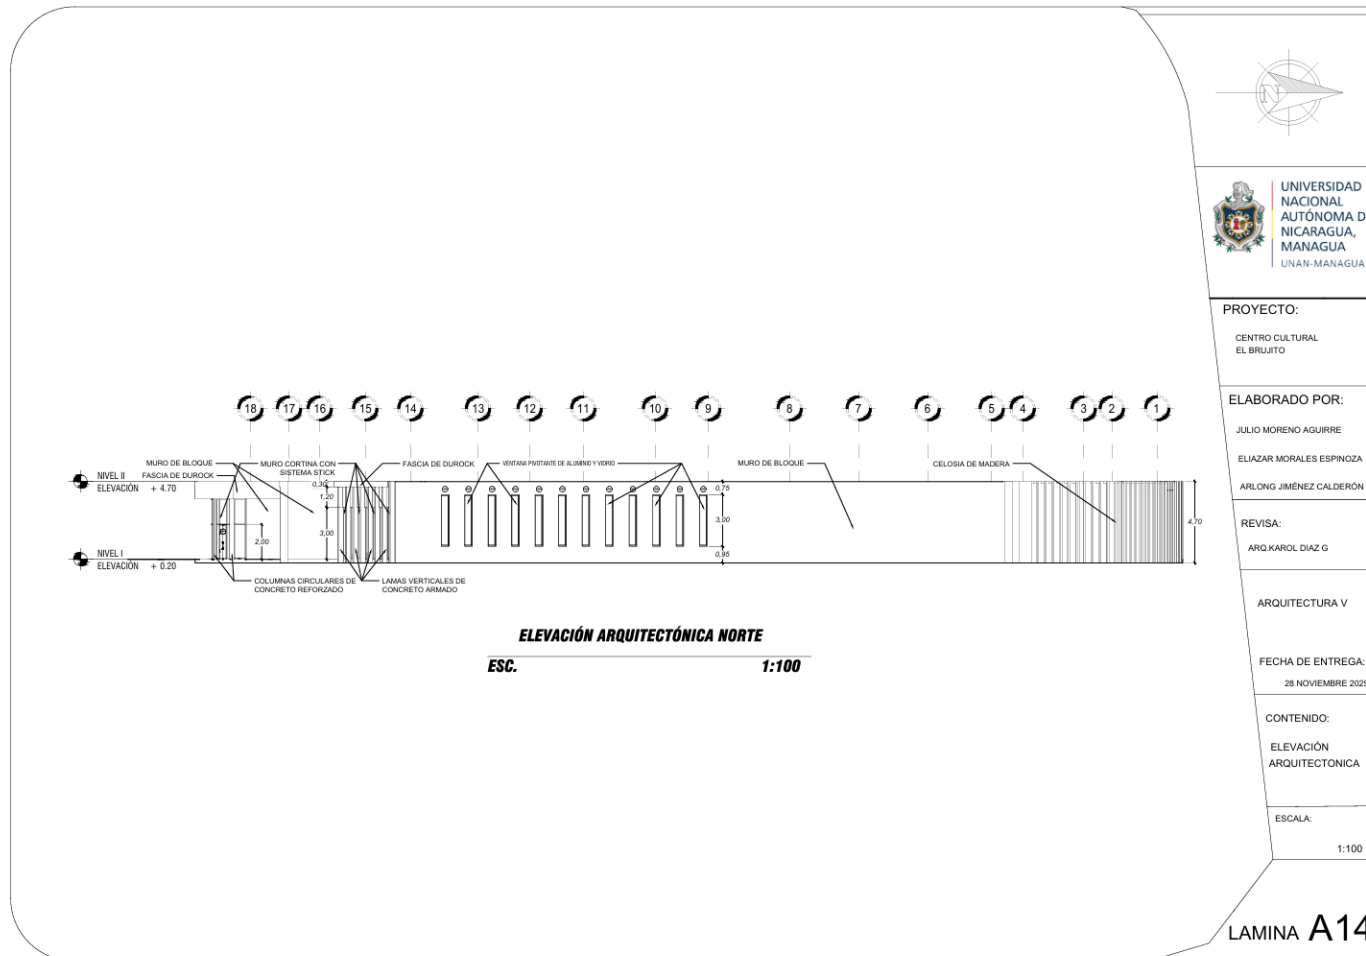 N
UNIVERSIDAD
NACIONAL
AUTÓNOMA D
NICARAGUA,
MANAGUA
UNAN-MANAGUA
PROYECTO:
CENTRO CULTURAL
EL BRUJITO
ELABORADO POR:
JULIO MORENO AGUIRRE
ELIAZAR MORALES ESPINOZA
ARLONG JIMÉNEZ CALDERÓN
REVISA:
ARQ.KAROL DIAZ G
ARQUITECTURA V
FECHA DE ENTREGA:
28 NOVIEMBRE 2025
CONTENIDO:
ELEVACIÓN
ARQUITECTONICA
ESCALA:
1:100
LAMINA A14
18 17 16 15 14 13 12 11 10 9 8 7 6 5 4 3 2 1
MURO DE BLOQUE
FASCIA DE DUROCK
MURO CORTINA CON
SISTEMA STICK
FASCIA DE DUROCK
VENTANA PIVOTANTE DE ALUMINIO Y VIDRIO
MURO DE BLOQUE
CELOSIA DE MADERA
NIVEL II
ELEVACIÓN + 4.70
0,30
1,20
3,00
2,00
0,75
3,00
0,95
4,70
NIVEL I
ELEVACIÓN + 0.20
COLUMNAS CIRCULARES DE
CONCRETO REFORZADO
LAMAS VERTICALES DE
CONCRETO ARMADO
ELEVACIÓN ARQUITECTÓNICA NORTE
ESC. 1:100